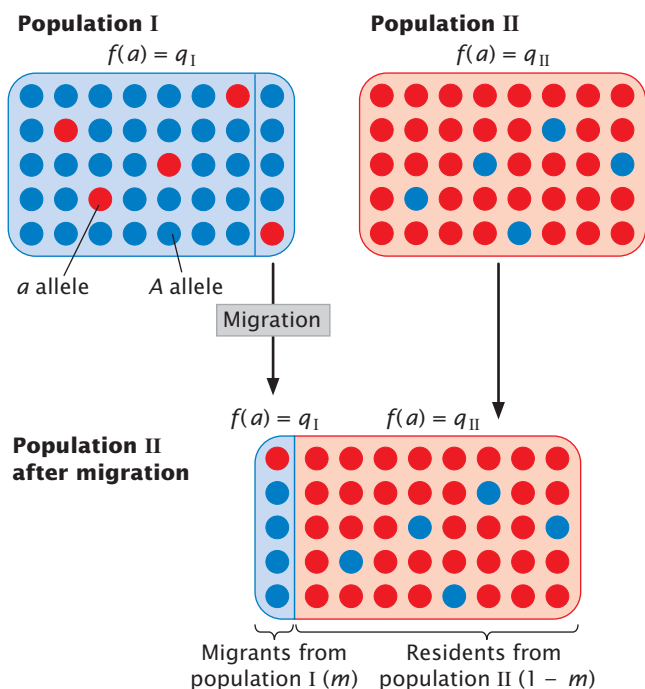 Population I
f(a) = qI
Population II
f(a) = qII
a allele
A allele
Migration
f(a) = qI
f(a) = qII
Population II
after migration
Migrants from
population I (m)
Residents from
population II (1 – m)